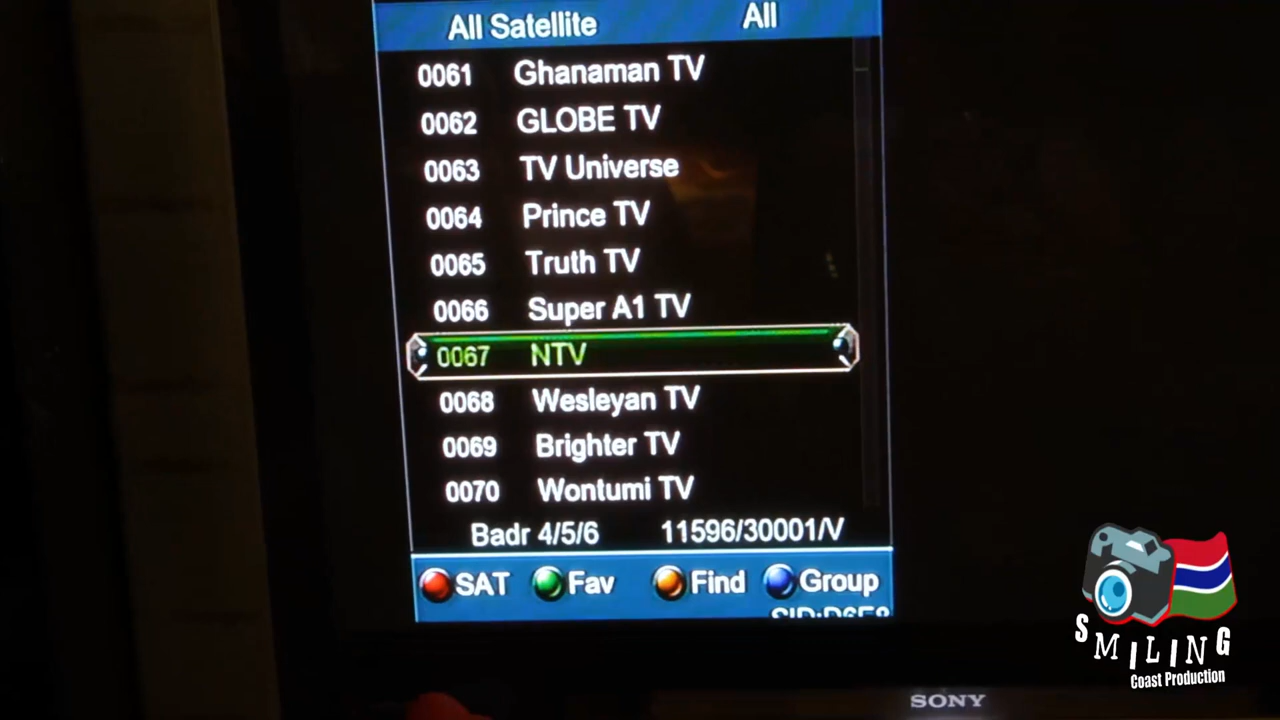 All Satellite All
0061 Ghanaman TV
0062 GLOBE TV
0063 TV Universe
0064 Prince TV
0065 Truth TV
0066 Super A1 TV
0067 NTV
0068 Wesleyan TV
0069 Brighter TV
0070 Wontumi TV
Badr 4/5/6 11596/30001/V
SAT Fav Find Group
SMILING
Coast Production
SONY